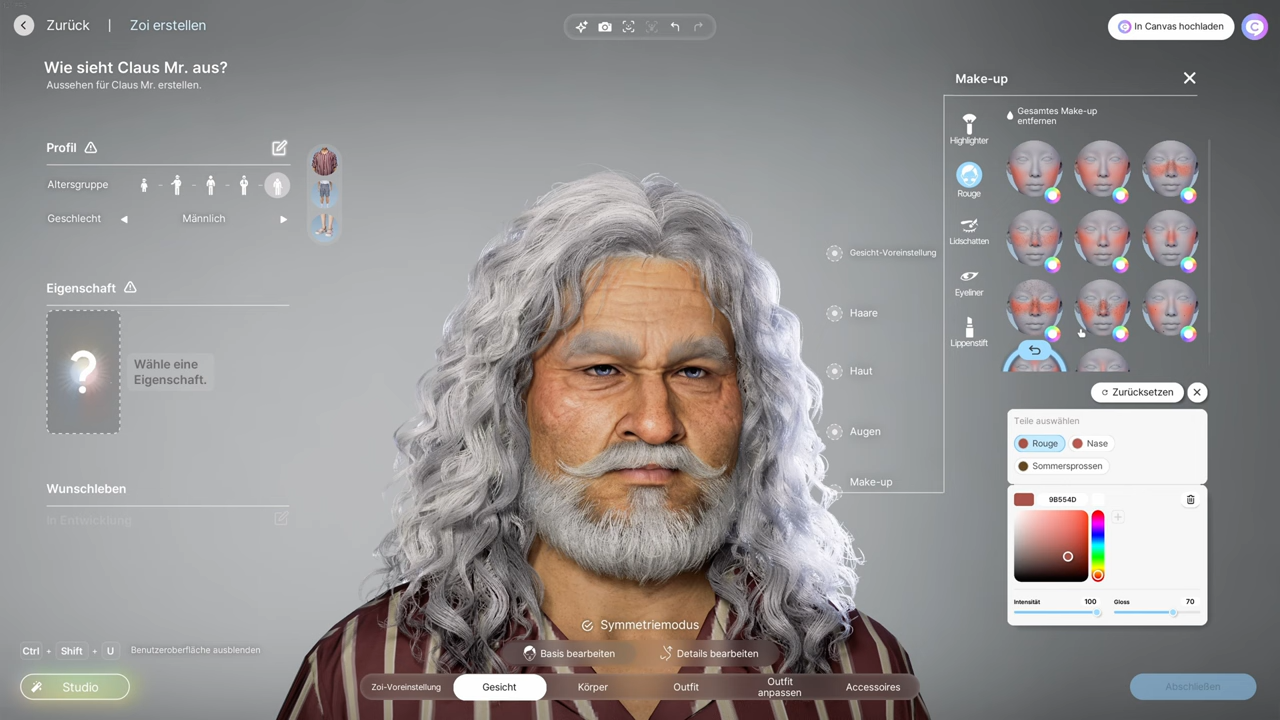 Zurück | Zoi erstellen
In Canvas hochladen
Wie sieht Claus Mr. aus?
Aussehen für Claus Mr. erstellen.
Profil
Altersgruppe
Geschlecht
Männlich
Eigenschaft
?
Wähle eine
Eigenschaft.
Wunschleben
In Entwicklung
Gesicht-Voreinstellung
Haare
Haut
Augen
Make-up
Make-up
Gesamtes Make-up
entfernen
Highlighter
Rouge
Lidschatten
Eyeliner
Lippenstift
Zurücksetzen
Teile auswählen
Rouge
Nase
Sommersprossen
9B554D
Intensität 100
Gloss 70
Symmetriemodus
Basis bearbeiten
Details bearbeiten
Ctrl + Shift + U Benutzeroberfläche ausblenden
Studio
Zoi-Voreinstellung
Gesicht
Körper
Outfit
Outfit
anpassen
Accessoires
Abschließen